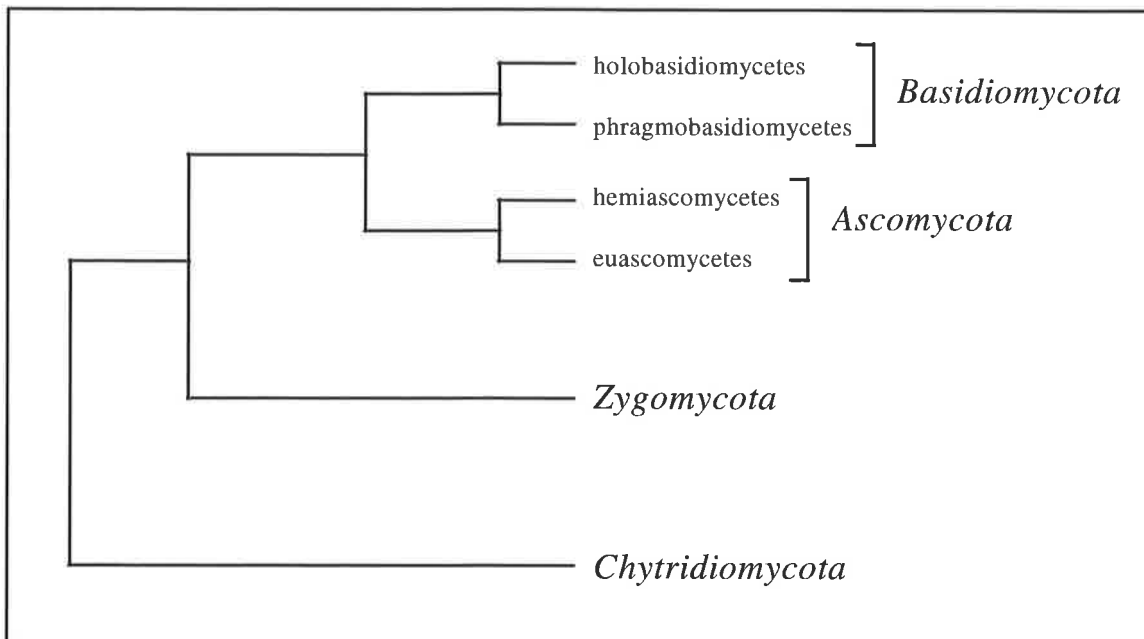 holobasidiomycetes
Basidiomycota
phragmobasidiomycetes
hemiascomycetes
Ascomycota
euascomycetes
Zygomycota
Chytridiomycota